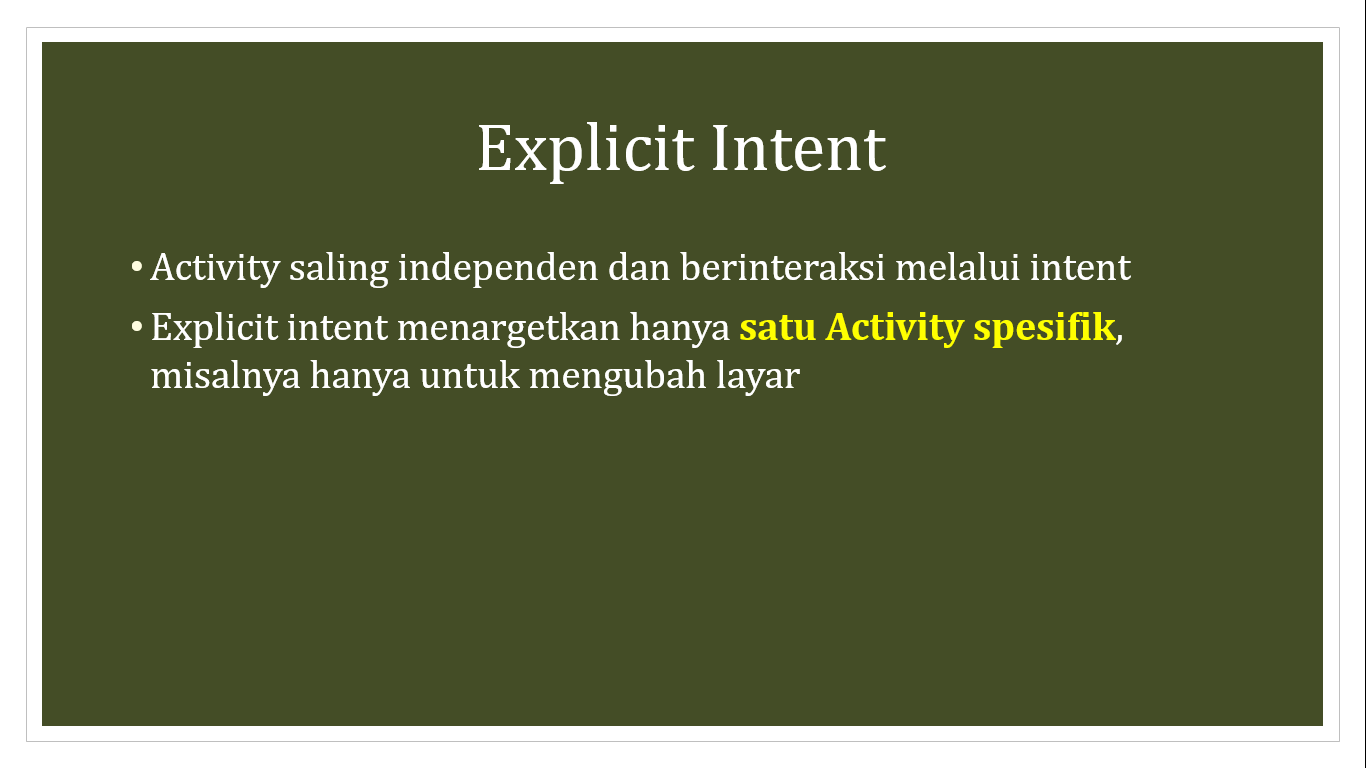 Explicit Intent
• Activity saling independen dan berinteraksi melalui intent
• Explicit intent menargetkan hanya satu Activity spesifik,
misalnya hanya untuk mengubah layar